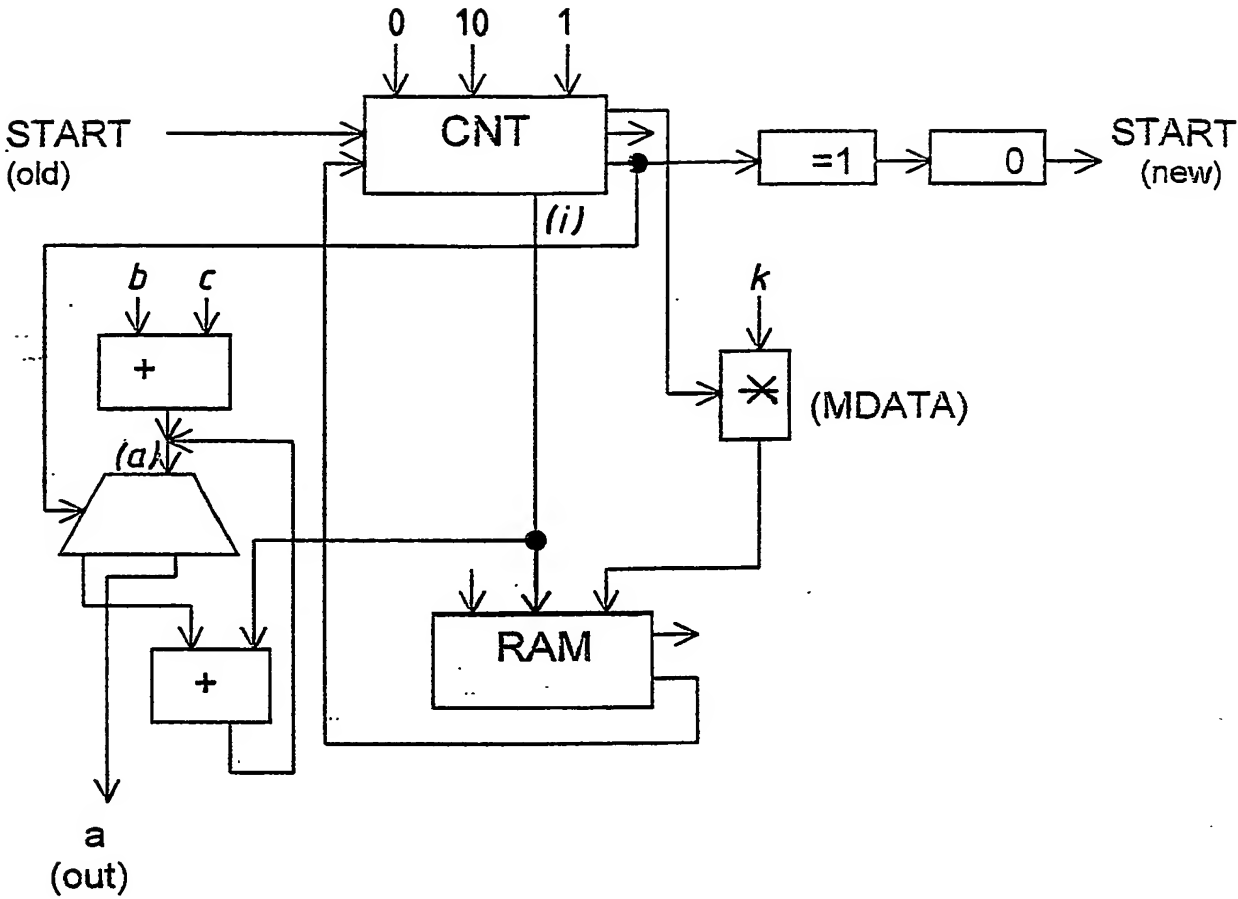 0 10 1
START
(old)
CNT
=1
0
START
(new)
(i)
b c
k
+
(MDATA)
(a)
RAM
+
a
(out)